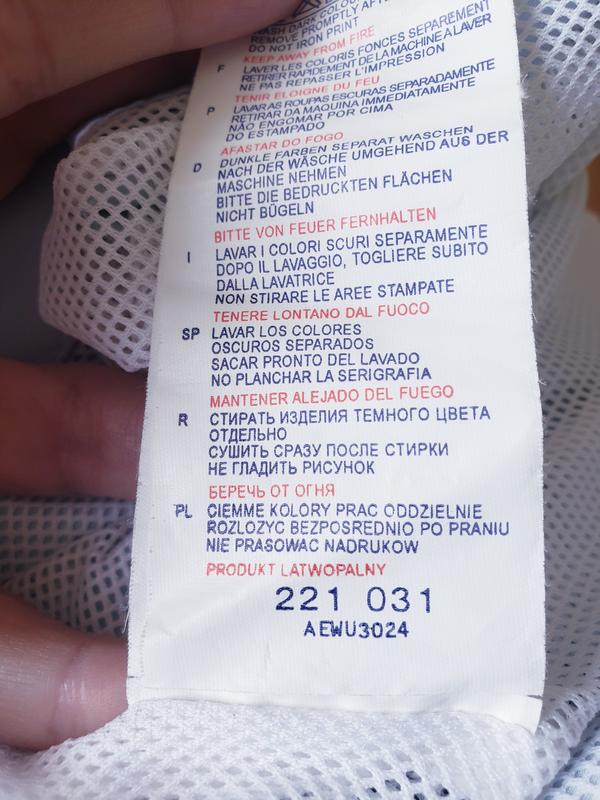 WASH DARK COLOU
REMOVE PROMPTLY AFTE
DO NOT IRON PRINT
KEEP AWAY FROM FIRE
F LAVER LES COLORIS FONCES SEPAREMENT
RETIRER RAPIDEMENT DE LA MACHINE A LAVER
NE PAS REPASSER L'IMPRESSION
TENIR ELOIGNE DU FEU
P LAVAR AS ROUPAS ESCURAS SEPARADAMENTE
RETIRAR DA MAQUINA IMMEDIATAMENTE
NÃO ENGOMAR POR CIMA
DO ESTAMPADO
AFASTAR DO FOGO
D DUNKLE FARBEN SEPARAT WASCHEN
NACH DER WÄSCHE UMGEHEND AUS DER
MASCHINE NEHMEN
BITTE DIE BEDRUCKTEN FLÄCHEN
NICHT BÜGELN
BITTE VON FEUER FERNHALTEN
I LAVAR I COLORI SCURI SEPARAMENTE
DOPO IL LAVAGGIO, TOGLIERE SUBITO
DALLA LAVATRICE
NON STIRARE LE AREE STAMPATE
TENERE LONTANO DAL FUOCO
SP LAVAR LOS COLORES
OSCUROS SEPARADOS
SACAR PRONTO DEL LAVADO
NO PLANCHAR LA SERIGRAFIA
MANTENER ALEJADO DEL FUEGO
R СТИРАТЬ ИЗДЕЛИЯ ТЕМНОГО ЦВЕТА
ОТДЕЛЬНО
СУШИТЬ СРАЗУ ПОСЛЕ СТИРКИ
НЕ ГЛАДИТЬ РИСУНОК
БЕРЕЧЬ ОТ ОГНЯ
PL CIEMME KOLORY PRAC ODDZIELNIE
ROZLOZYC BEZPOSREDNIO PO PRANIU
NIE PRASOWAC NADRUKOW
PRODUKT LATWOPALNY
221 031
AEWU3024